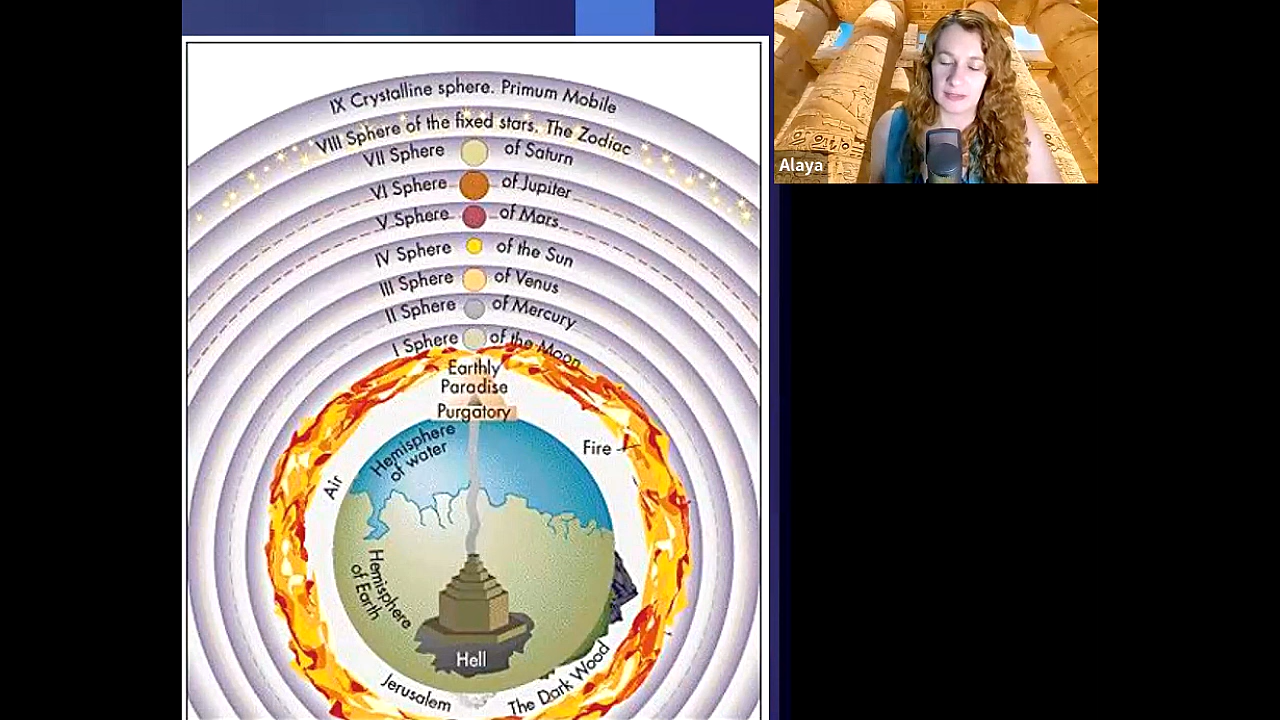 IX Crystalline sphere. Primum Mobile
VIII Sphere of the fixed stars. The Zodiac
VII Sphere of Saturn
VI Sphere of Jupiter
V Sphere of Mars
IV Sphere of the Sun
III Sphere of Venus
II Sphere of Mercury
I Sphere of the Moon
Earthly
Paradise
Purgatory
Hemisphere
of water
Fire
Air
Hemisphere
of Earth
Hell
Jerusalem
The Dark Wood
Alaya